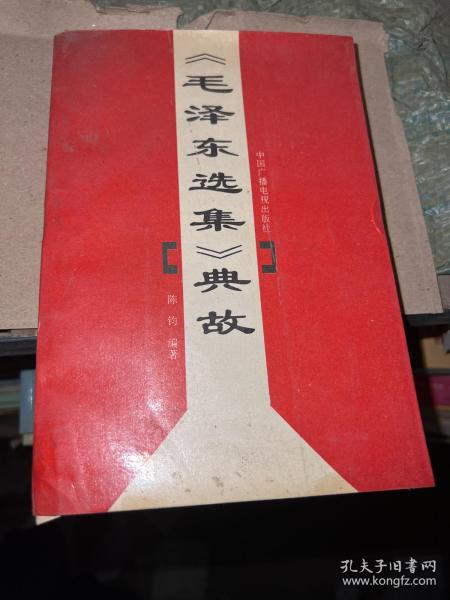 《毛泽东选集》典故
中国广播电视出版社
【】
陈钧 编著
孔夫子旧书网
www.kongfz.com